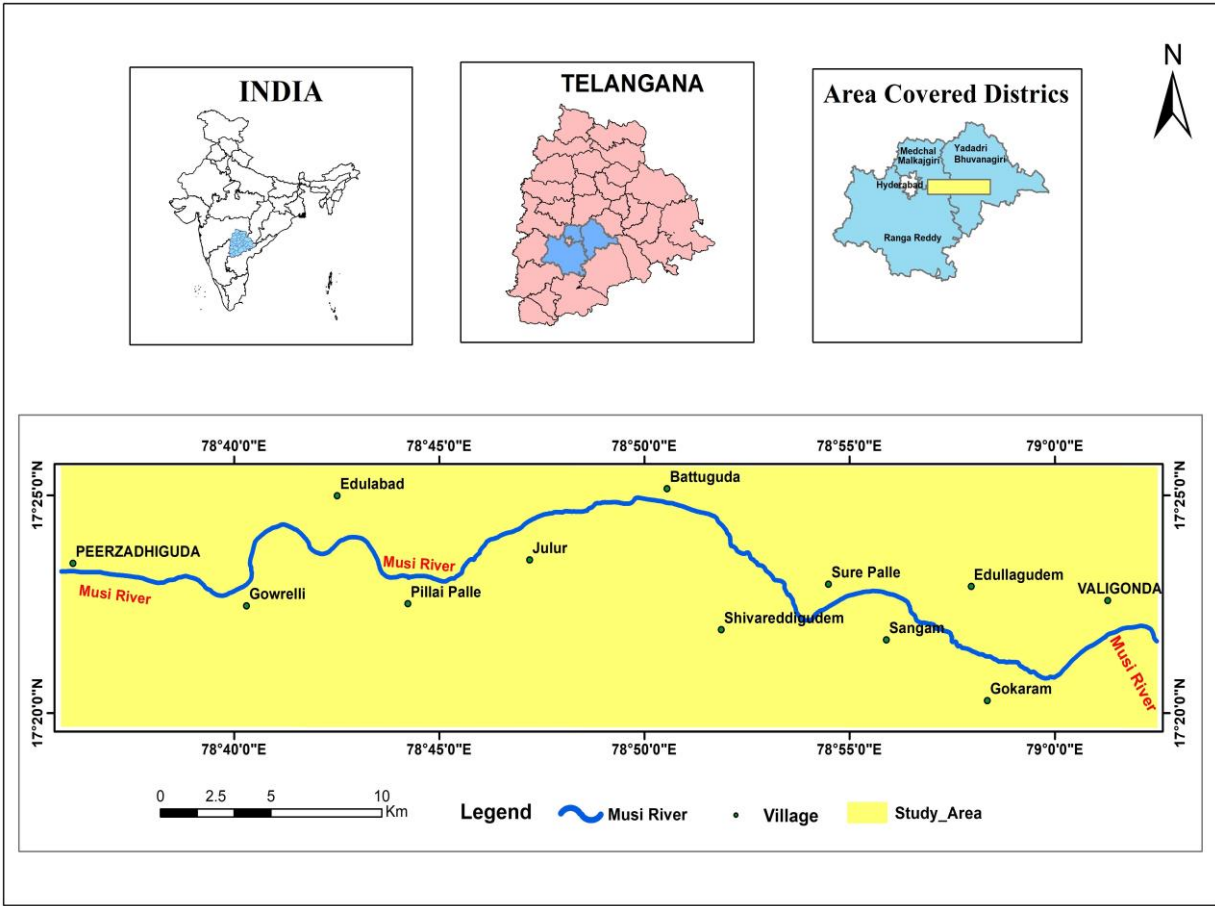 N
INDIA
TELANGANA
Area Covered Districs
Medchal
Malkajgiri
Yadadri
Bhuvanagiri
Hyderabad
Ranga Reddy
78°40'0"E
78°45'0"E
78°50'0"E
78°55'0"E
79°0'0"E
17°25'0"N
17°25'0"N
Edulabad
Battuguda
PEERZADHIGUDA
Musi River
Julur
Musi River
Gowrelli
Pillai Palle
Sure Palle
Edullagudem
VALIGONDA
Shivareddigudem
Sangam
Musi River
Gokaram
17°20'0"N
17°20'0"N
78°40'0"E
78°45'0"E
78°50'0"E
78°55'0"E
79°0'0"E
0 2.5 5 10
Km
Legend
Musi River
Village
Study_Area